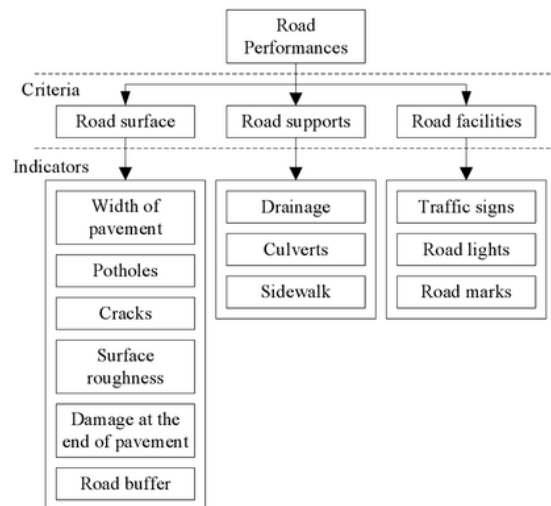 Road
Performances
Criteria
Road surface
Road supports
Road facilities
Indicators
Width of
pavement
Potholes
Cracks
Surface
roughness
Damage at the
end of pavement
Road buffer
Drainage
Culverts
Sidewalk
Traffic signs
Road lights
Road marks